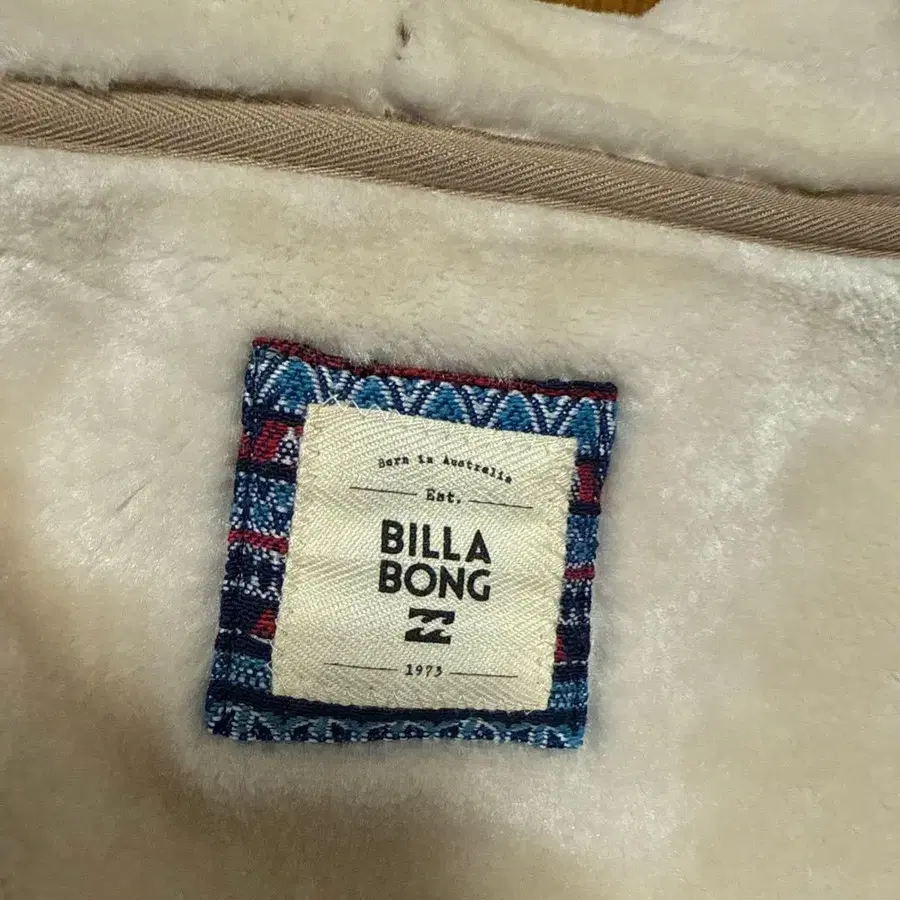 Born in Australia
Est.
BILLA
BONG
1973